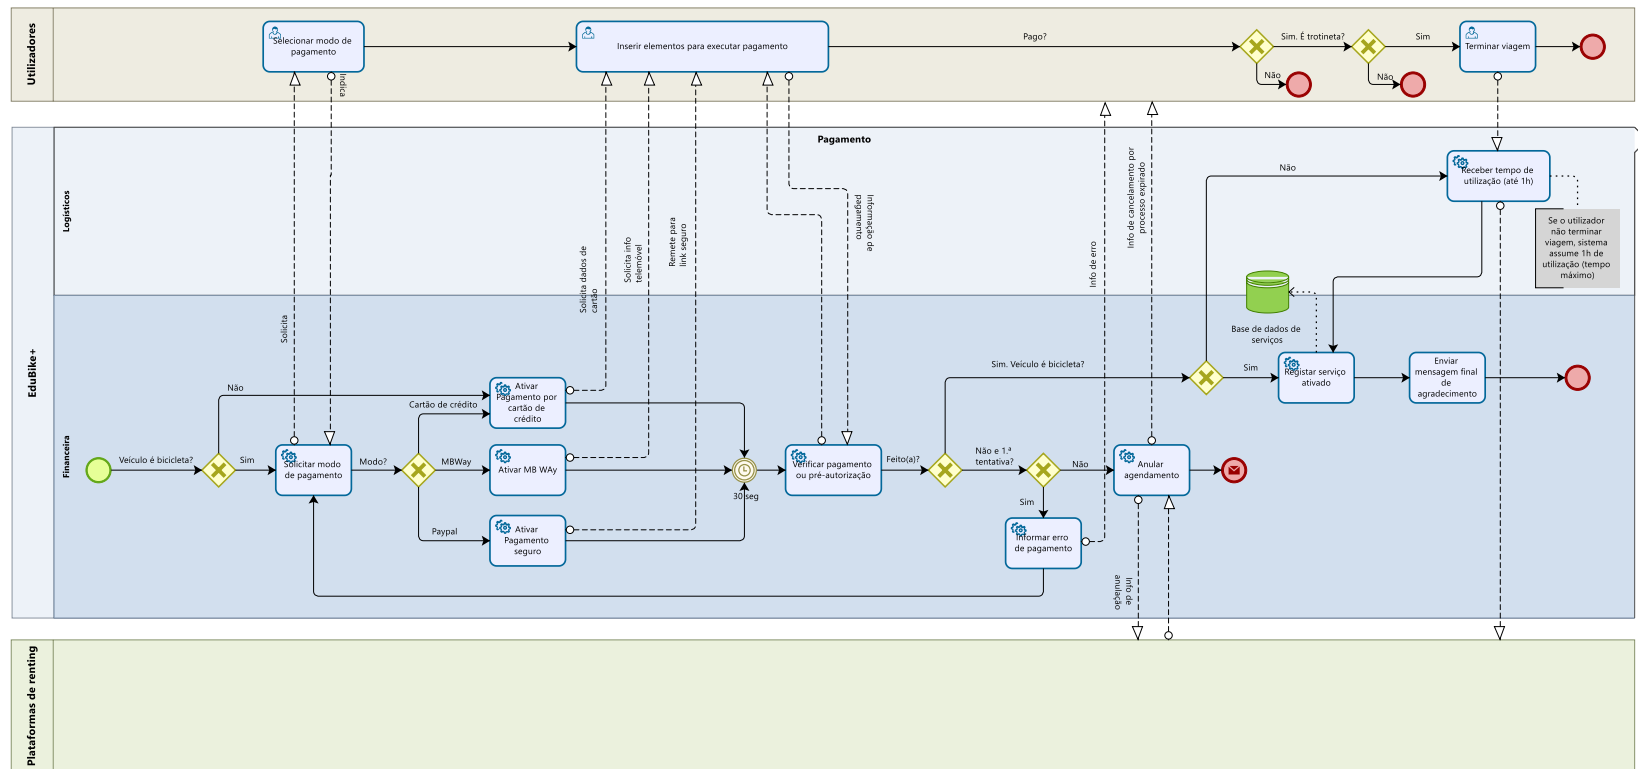 Utilizadores
Selecionar modo de
pagamento
Indica
Inserir elementos para executar pagamento
Pago?
Sim. É trotineta?
Não
Sim
Não
Terminar viagem
EduBike+
Pagamento
Logísticos
Solicita
Solicita dados de
cartão
Solicita info
telemóvel
Remete para
link seguro
Informação de
pagamento
Info de erro
Info de cancelamento por
processo expirado
Não
Receber tempo de
utilização (até 1h)
Se o utilizador
não terminar
viagem, sistema
assume 1h de
utilização (tempo
máximo)
Base de dados de
serviços
Financeira
Veículo é bicicleta?
Não
Sim
Solicitar modo
de pagamento
Modo?
Cartão de crédito
MBWay
Paypal
Ativar
Pagamento por
cartão de
crédito
Ativar MB WAy
Ativar
Pagamento
seguro
30 seg
Verificar pagamento
ou pré-autorização
Feito(a)?
Sim. Veículo é bicicleta?
Não e 1.ª
tentativa?
Não
Sim
Informar erro
de pagamento
Anular
agendamento
Info de
anulação
Sim
Registar serviço
ativado
Enviar
mensagem final
de
agradecimento
Plataformas de renting